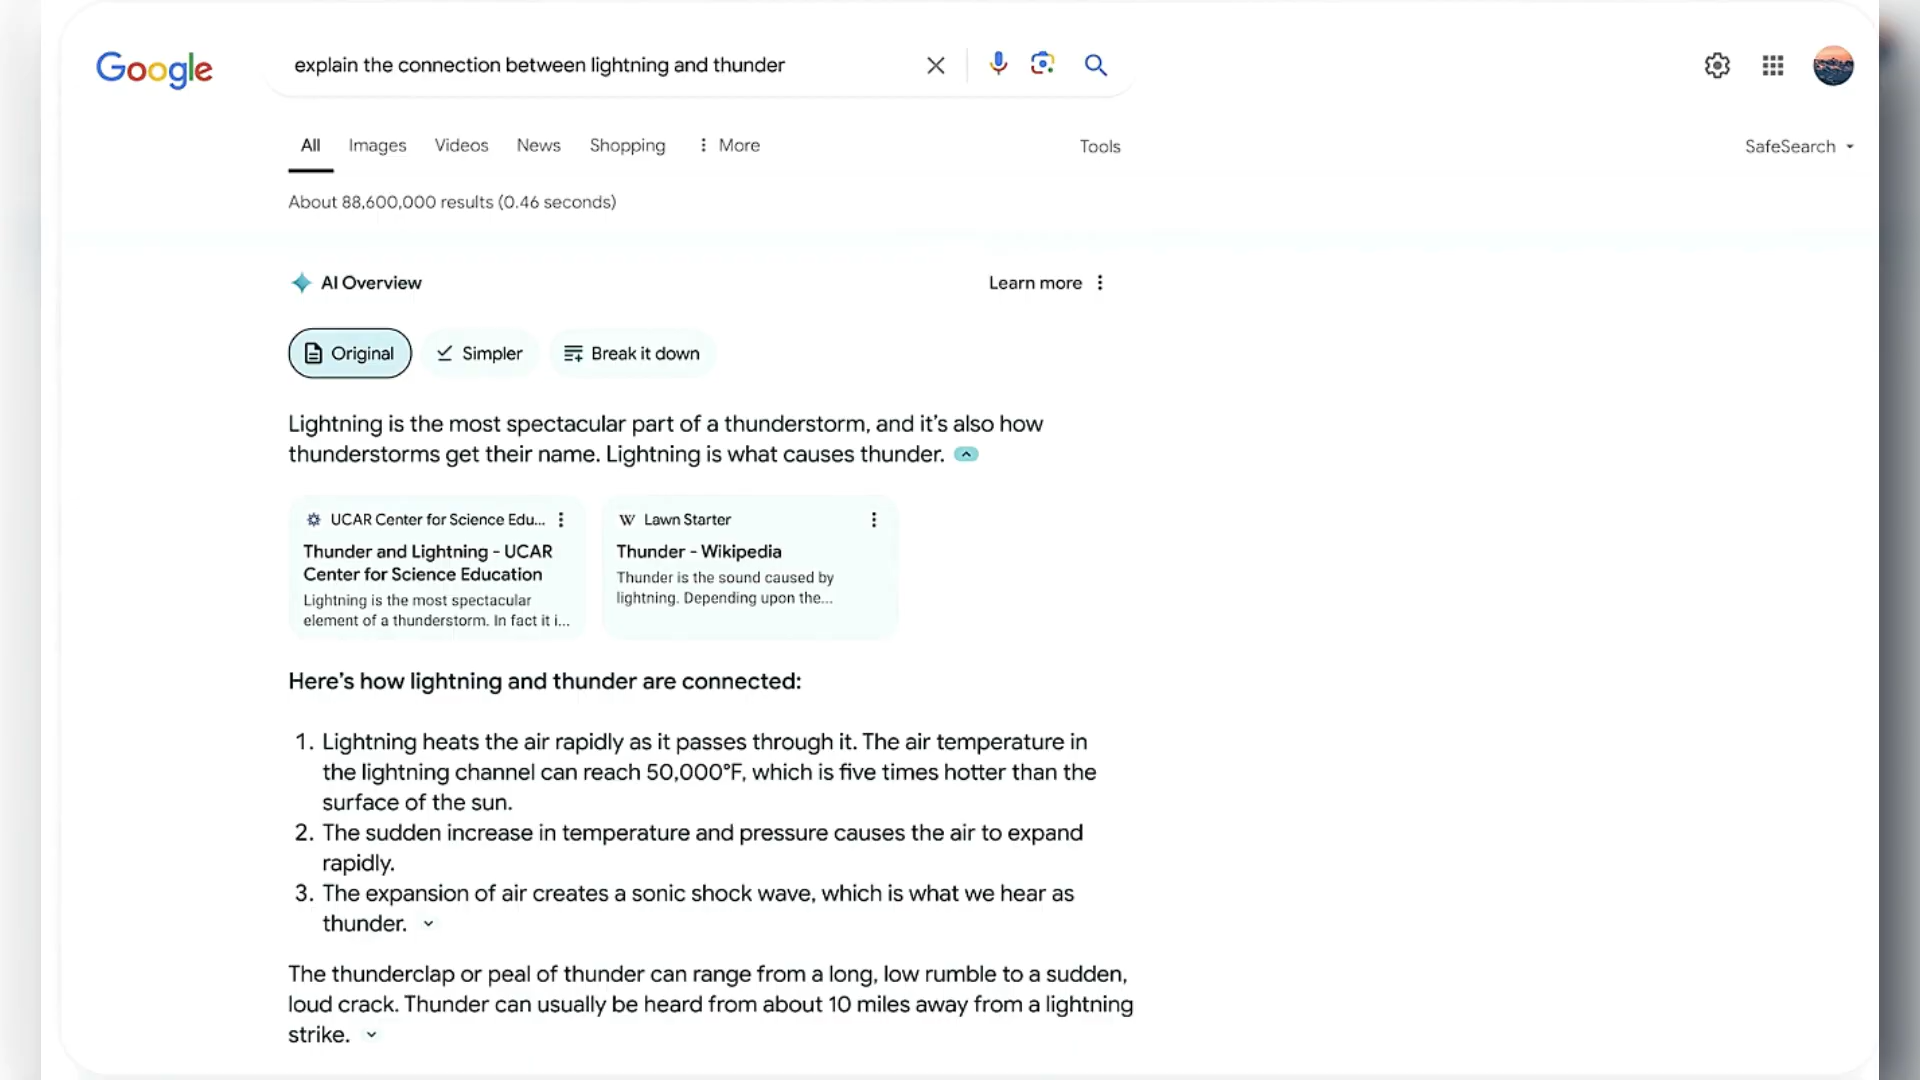 Google
explain the connection between lightning and thunder
All Images Videos News Shopping More Tools SafeSearch
About 88,600,000 results (0.46 seconds)
AI Overview Learn more
Original Simpler Break it down
Lightning is the most spectacular part of a thunderstorm, and it’s also how
thunderstorms get their name. Lightning is what causes thunder.
UCAR Center for Science Edu...
Thunder and Lightning - UCAR
Center for Science Education
Lightning is the most spectacular
element of a thunderstorm. In fact it i...
W Lawn Starter
Thunder - Wikipedia
Thunder is the sound caused by
lightning. Depending upon the...
Here’s how lightning and thunder are connected:
1. Lightning heats the air rapidly as it passes through it. The air temperature in
the lightning channel can reach 50,000°F, which is five times hotter than the
surface of the sun.
2. The sudden increase in temperature and pressure causes the air to expand
rapidly.
3. The expansion of air creates a sonic shock wave, which is what we hear as
thunder.
The thunderclap or peal of thunder can range from a long, low rumble to a sudden,
loud crack. Thunder can usually be heard from about 10 miles away from a lightning
strike.